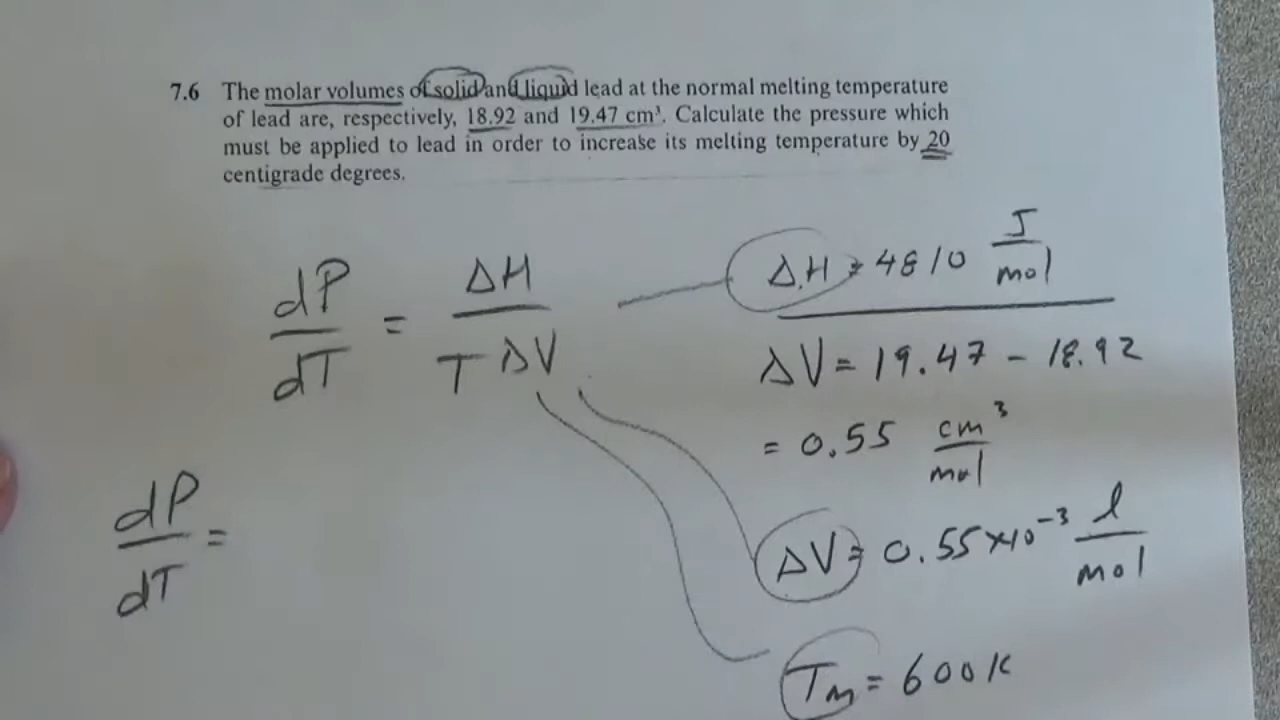 7.6 The molar volumes of solid and liquid lead at the normal melting temperature
of lead are, respectively, 18.92 and 19.47 cm³. Calculate the pressure which
must be applied to lead in order to increase its melting temperature by 20
centigrade degrees.
dP/dT = ΔH/TΔV
ΔH = 4810 J/mol
ΔV = 19.47 - 18.92
= 0.55 cm³/mol
dP/dT =
ΔV = 0.55×10⁻³ l/mol
Tm = 600K